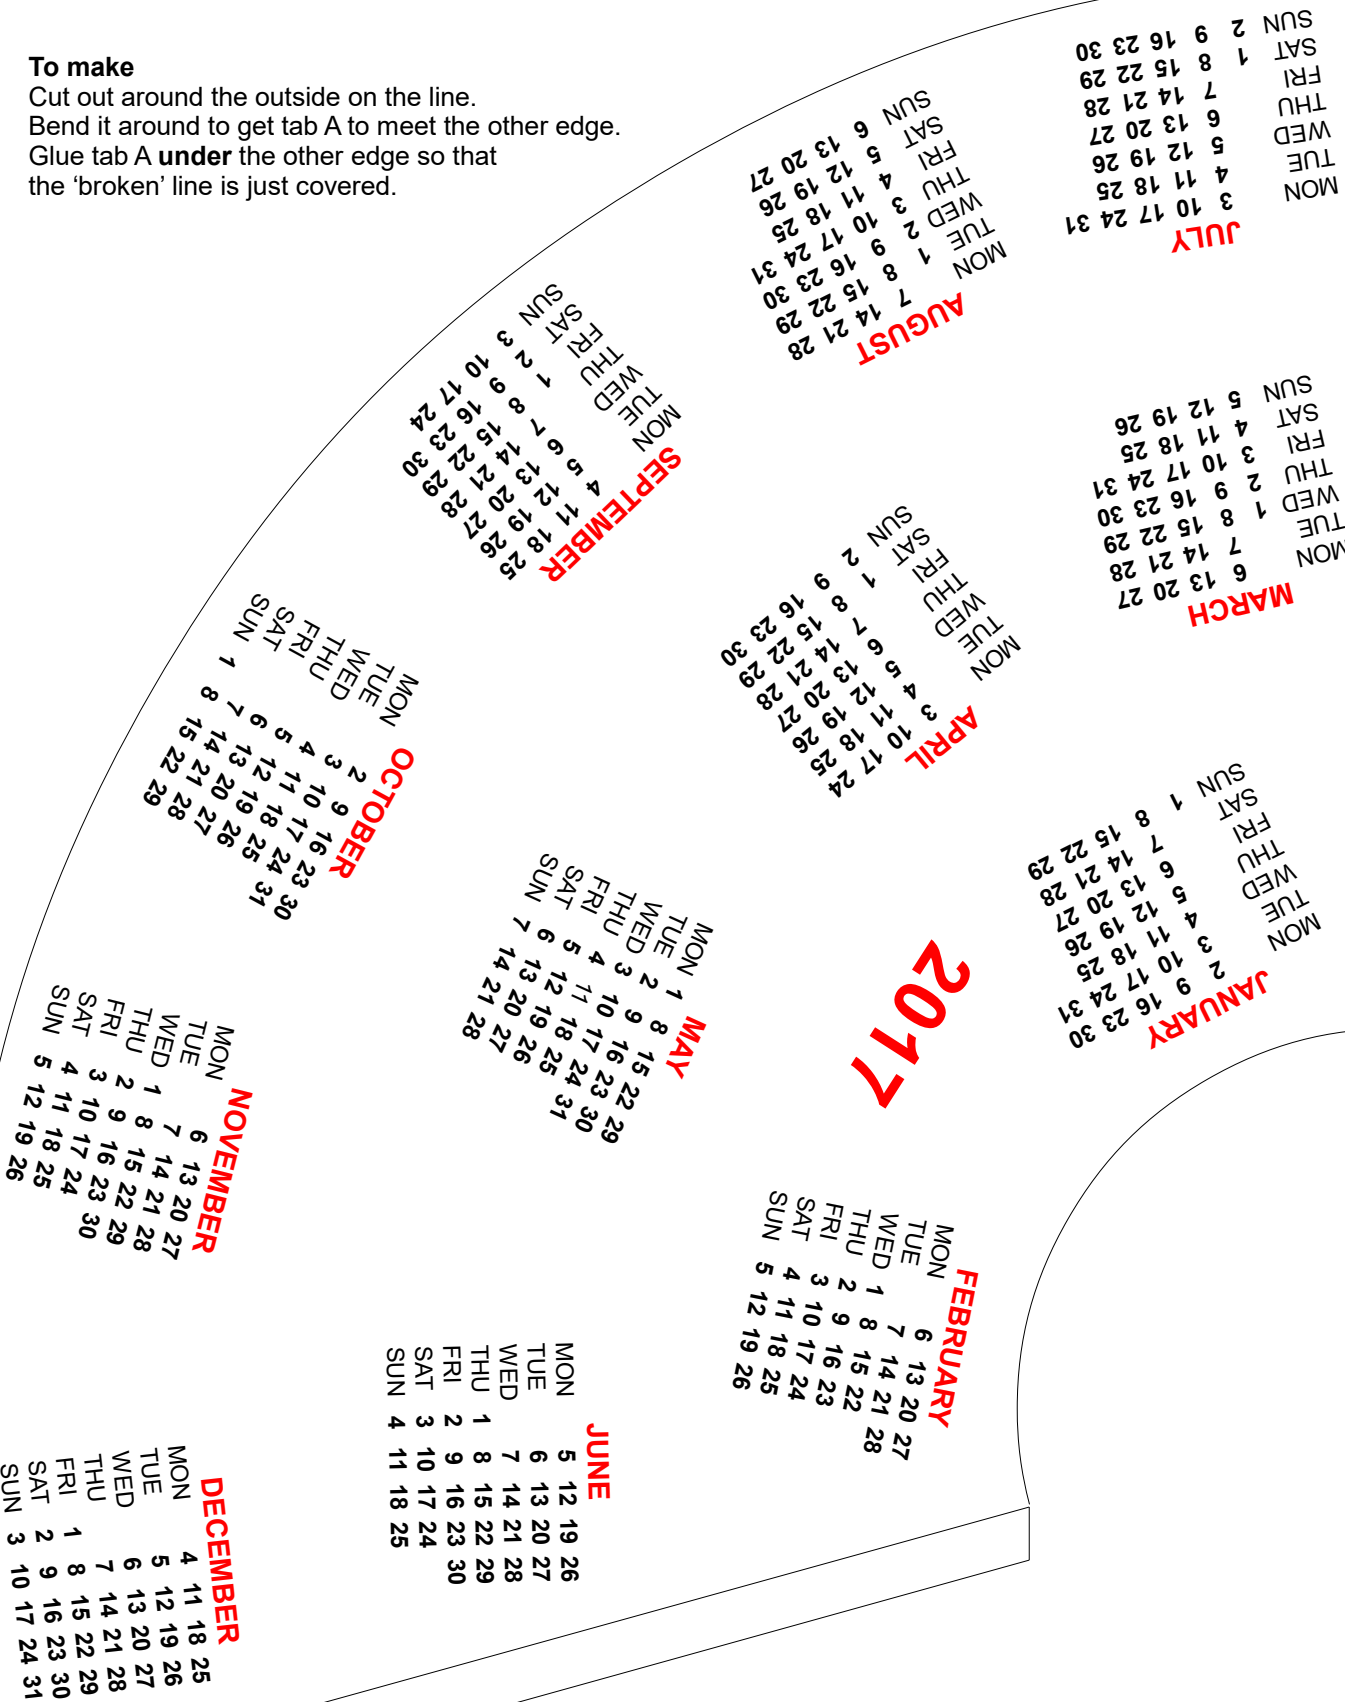 To make
Cut out around the outside on the line.
Bend it around to get tab A to meet the other edge.
Glue tab A under the other edge so that
the ‘broken’ line is just covered.
2017
JANUARY
MON 2 9 16 23 30
TUE 3 10 17 24 31
WED 4 11 18 25
THU 5 12 19 26
FRI 6 13 20 27
SAT 7 14 21 28
SUN 1 8 15 22 29
FEBRUARY
MON 6 13 20 27
TUE 7 14 21 28
WED 1 8 15 22
THU 2 9 16 23
FRI 3 10 17 24
SAT 4 11 18 25
SUN 5 12 19 26
MARCH
MON 6 13 20 27
TUE 7 14 21 28
WED 1 8 15 22 29
THU 2 9 16 23 30
FRI 3 10 17 24 31
SAT 4 11 18 25
SUN 5 12 19 26
APRIL
MON 3 10 17 24
TUE 4 11 18 25
WED 5 12 19 26
THU 6 13 20 27
FRI 7 14 21 28
SAT 1 8 15 22 29
SUN 2 9 16 23 30
MAY
MON 1 8 15 22 29
TUE 2 9 16 23 30
WED 3 10 17 24 31
THU 4 11 18 25
FRI 5 12 19 26
SAT 6 13 20 27
SUN 7 14 21 28
JUNE
MON 5 12 19 26
TUE 6 13 20 27
WED 7 14 21 28
THU 1 8 15 22 29
FRI 2 9 16 23 30
SAT 3 10 17 24
SUN 4 11 18 25
JULY
MON 3 10 17 24 31
TUE 4 11 18 25
WED 5 12 19 26
THU 6 13 20 27
FRI 7 14 21 28
SAT 1 8 15 22 29
SUN 2 9 16 23 30
AUGUST
MON 7 14 21 28
TUE 1 8 15 22 29
WED 2 9 16 23 30
THU 3 10 17 24 31
FRI 4 11 18 25
SAT 5 12 19 26
SUN 6 13 20 27
SEPTEMBER
MON 4 11 18 25
TUE 5 12 19 26
WED 6 13 20 27
THU 7 14 21 28
FRI 1 8 15 22 29
SAT 2 9 16 23 30
SUN 3 10 17 24
OCTOBER
MON 2 9 16 23 30
TUE 3 10 17 24 31
WED 4 11 18 25
THU 5 12 19 26
FRI 6 13 20 27
SAT 7 14 21 28
SUN 1 8 15 22 29
NOVEMBER
MON 6 13 20 27
TUE 7 14 21 28
WED 1 8 15 22 29
THU 2 9 16 23 30
FRI 3 10 17 24
SAT 4 11 18 25
SUN 5 12 19 26
DECEMBER
MON 4 11 18 25
TUE 5 12 19 26
WED 6 13 20 27
THU 7 14 21 28
FRI 1 8 15 22 29
SAT 2 9 16 23 30
SUN 3 10 17 24 31